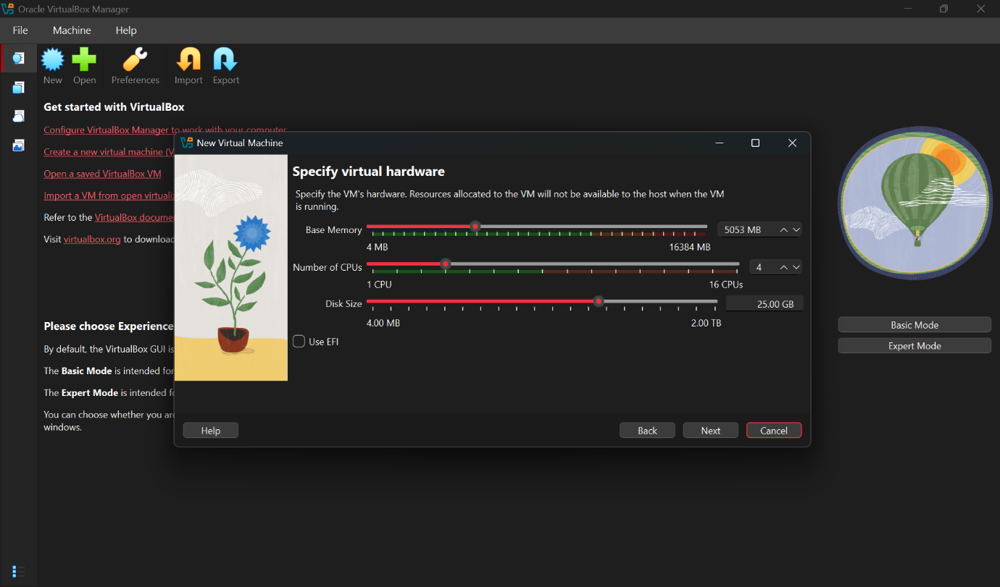 Oracle VirtualBox Manager
File Machine Help
New Open Preferences Import Export
Get started with VirtualBox
Configure VirtualBox Manager to work with your computer
Create a new virtual machine (V
Open a saved VirtualBox VM
Import a VM from open virtualiz
Refer to the VirtualBox documen
Visit virtualbox.org to download
Please choose Experience
By default, the VirtualBox GUI is
The Basic Mode is intended for
The Expert Mode is intended fo
You can choose whether you are
windows.
New Virtual Machine
Specify virtual hardware
Specify the VM's hardware. Resources allocated to the VM will not be available to the host when the VM
is running.
Base Memory 5053 MB
4 MB 16384 MB
Number of CPUs 4
1 CPU 16 CPUs
Disk Size 25.00 GB
4.00 MB 2.00 TB
Use EFI
Help Back Next Cancel
Basic Mode
Expert Mode